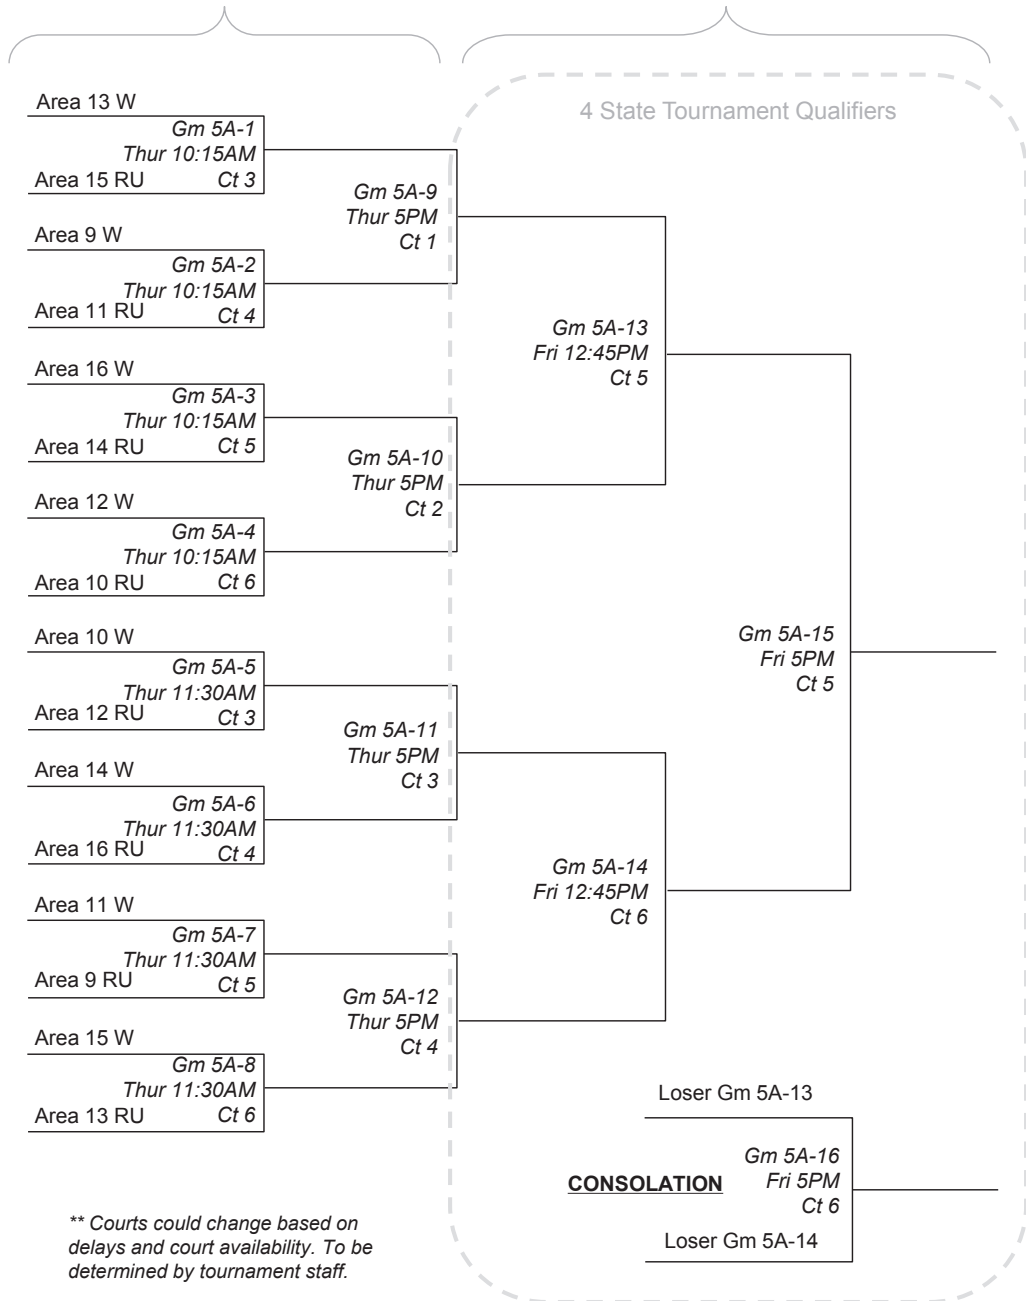 4 State Tournament Qualifiers
Area 13 W
Gm 5A-1
Thur 10:15AM
Area 15 RU
Ct 3
Area 9 W
Gm 5A-2
Thur 10:15AM
Area 11 RU
Ct 4
Area 16 W
Gm 5A-3
Thur 10:15AM
Area 14 RU
Ct 5
Area 12 W
Gm 5A-4
Thur 10:15AM
Area 10 RU
Ct 6
Area 10 W
Gm 5A-5
Thur 11:30AM
Area 12 RU
Ct 3
Area 14 W
Gm 5A-6
Thur 11:30AM
Area 16 RU
Ct 4
Area 11 W
Gm 5A-7
Thur 11:30AM
Area 9 RU
Ct 5
Area 15 W
Gm 5A-8
Thur 11:30AM
Area 13 RU
Ct 6
Gm 5A-9
Thur 5PM
Ct 1
Gm 5A-10
Thur 5PM
Ct 2
Gm 5A-11
Thur 5PM
Ct 3
Gm 5A-12
Thur 5PM
Ct 4
Gm 5A-13
Fri 12:45PM
Ct 5
Gm 5A-14
Fri 12:45PM
Ct 6
Gm 5A-15
Fri 5PM
Ct 5
Loser Gm 5A-13
Gm 5A-16
CONSOLATION Fri 5PM
Ct 6
Loser Gm 5A-14
** Courts could change based on
delays and court availability. To be
determined by tournament staff.